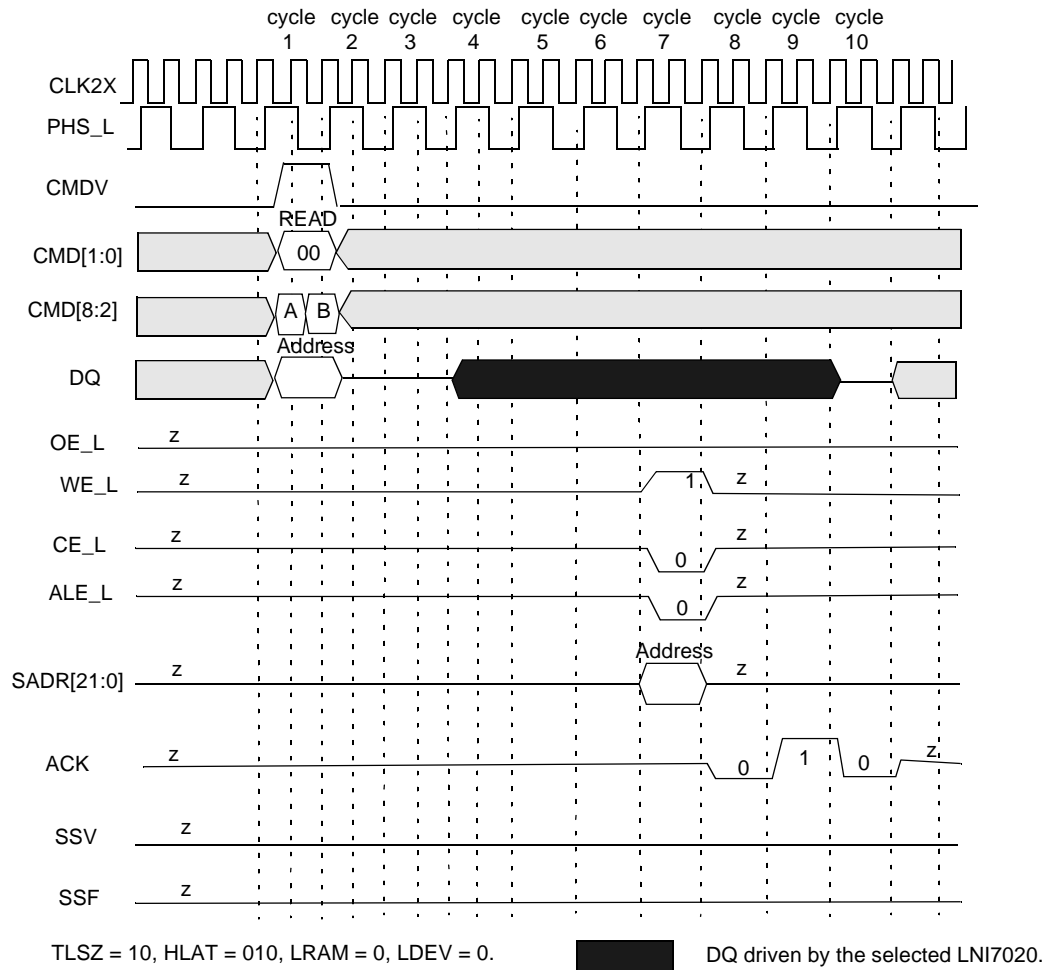 cycle cycle cycle cycle cycle cycle cycle cycle cycle cycle
1 2 3 4 5 6 7 8 9 10
CLK2X
PHS_L
CMDV
READ
CMD[1:0]
00
CMD[8:2]
A B
Address
DQ
OE_L
z
WE_L
z
1
z
CE_L
z
0
z
ALE_L
z
0
z
Address
SADR[21:0]
z
z
ACK
z
0
1
0
z
SSV
z
SSF
z
TLSZ = 10, HLAT = 010, LRAM = 0, LDEV = 0.
DQ driven by the selected LNI7020.